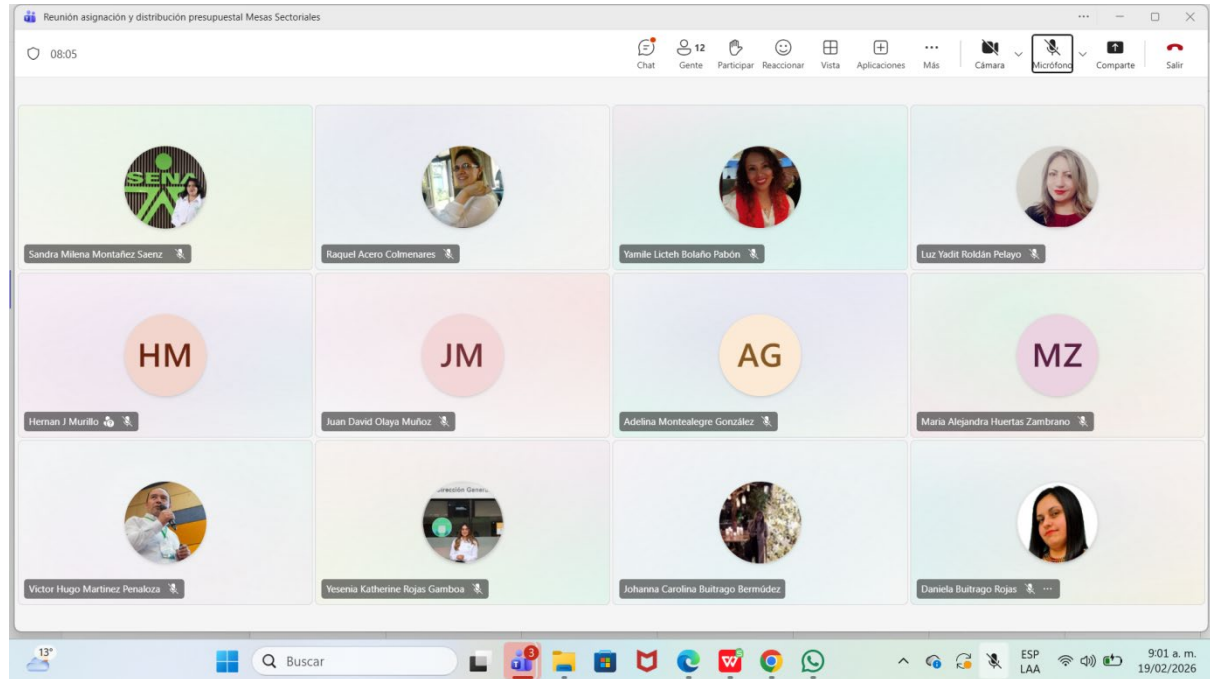 Reunión asignación y distribución presupuestal Mesas Sectoriales
08:05
Chat
12
Gente
Participar
Reaccionar
Vista
Aplicaciones
Más
Cámara
Micrófono
Comparte
Salir
SENA
Sandra Milena Montañez Saenz
Raquel Acero Colmenares
Yamile Licteh Bolaño Pabón
Luz Yadit Roldán Pelayo
HM
JM
AG
MZ
Hernan J Murillo
Juan David Olaya Muñoz
Adelina Montealegre González
Maria Alejandra Huertas Zambrano
Dirección Genera
Victor Hugo Martinez Penaloza
Yesenia Katherine Rojas Gamboa
Johanna Carolina Buitrago Bermúdez
Daniela Buitrago Rojas
13°
Buscar
3
ESP
LAA
9:01 a. m.
19/02/2026